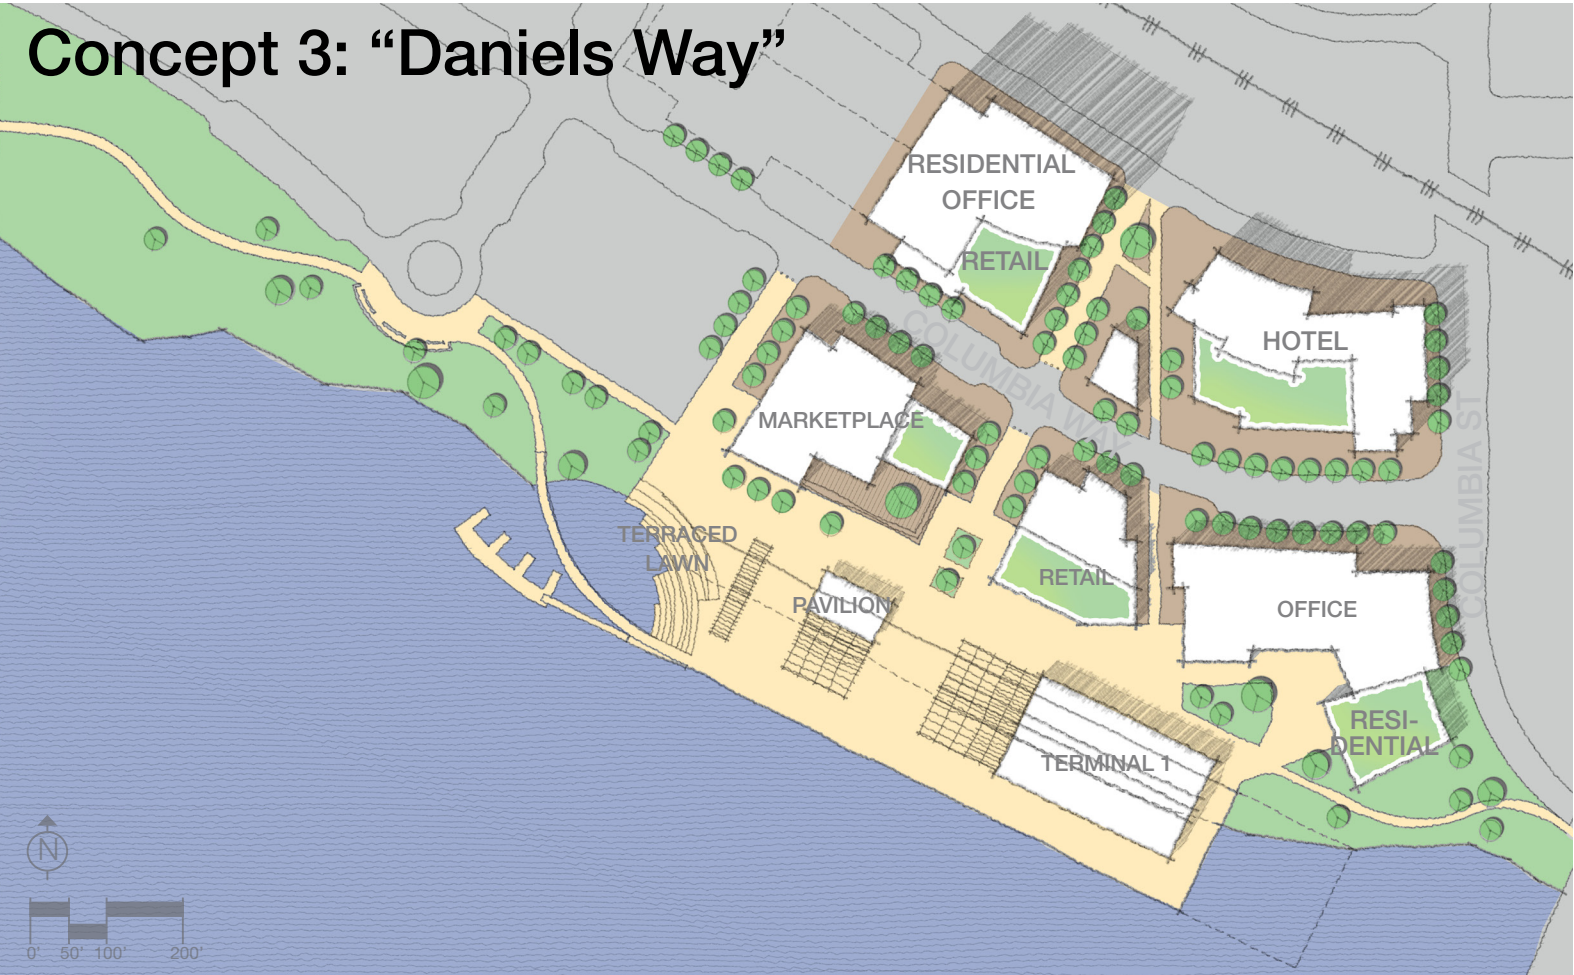 Concept 3: “Daniels Way”
RESIDENTIAL
OFFICE
RETAIL
HOTEL
COLUMBIA WAY
MARKETPLACE
COLUMBIA ST
TERRACED
LAWN
PAVILION
RETAIL
OFFICE
RESI-
DENTIAL
TERMINAL 1
N
0' 50' 100' 200'